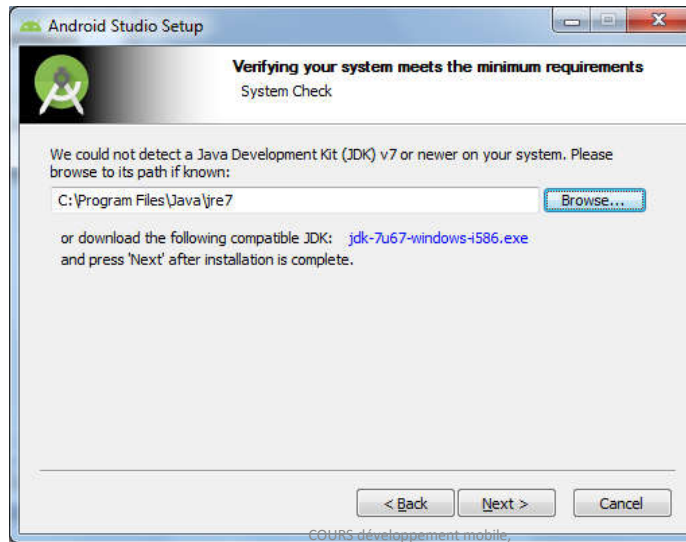 Android Studio Setup
Verifying your system meets the minimum requirements
System Check
We could not detect a Java Development Kit (JDK) v7 or newer on your system. Please
browse to its path if known:
C:\Program Files\Java\jre7
Browse...
or download the following compatible JDK: jdk-7u67-windows-i586.exe
and press 'Next' after installation is complete.
< Back
Next >
Cancel
COURS développement mobile,